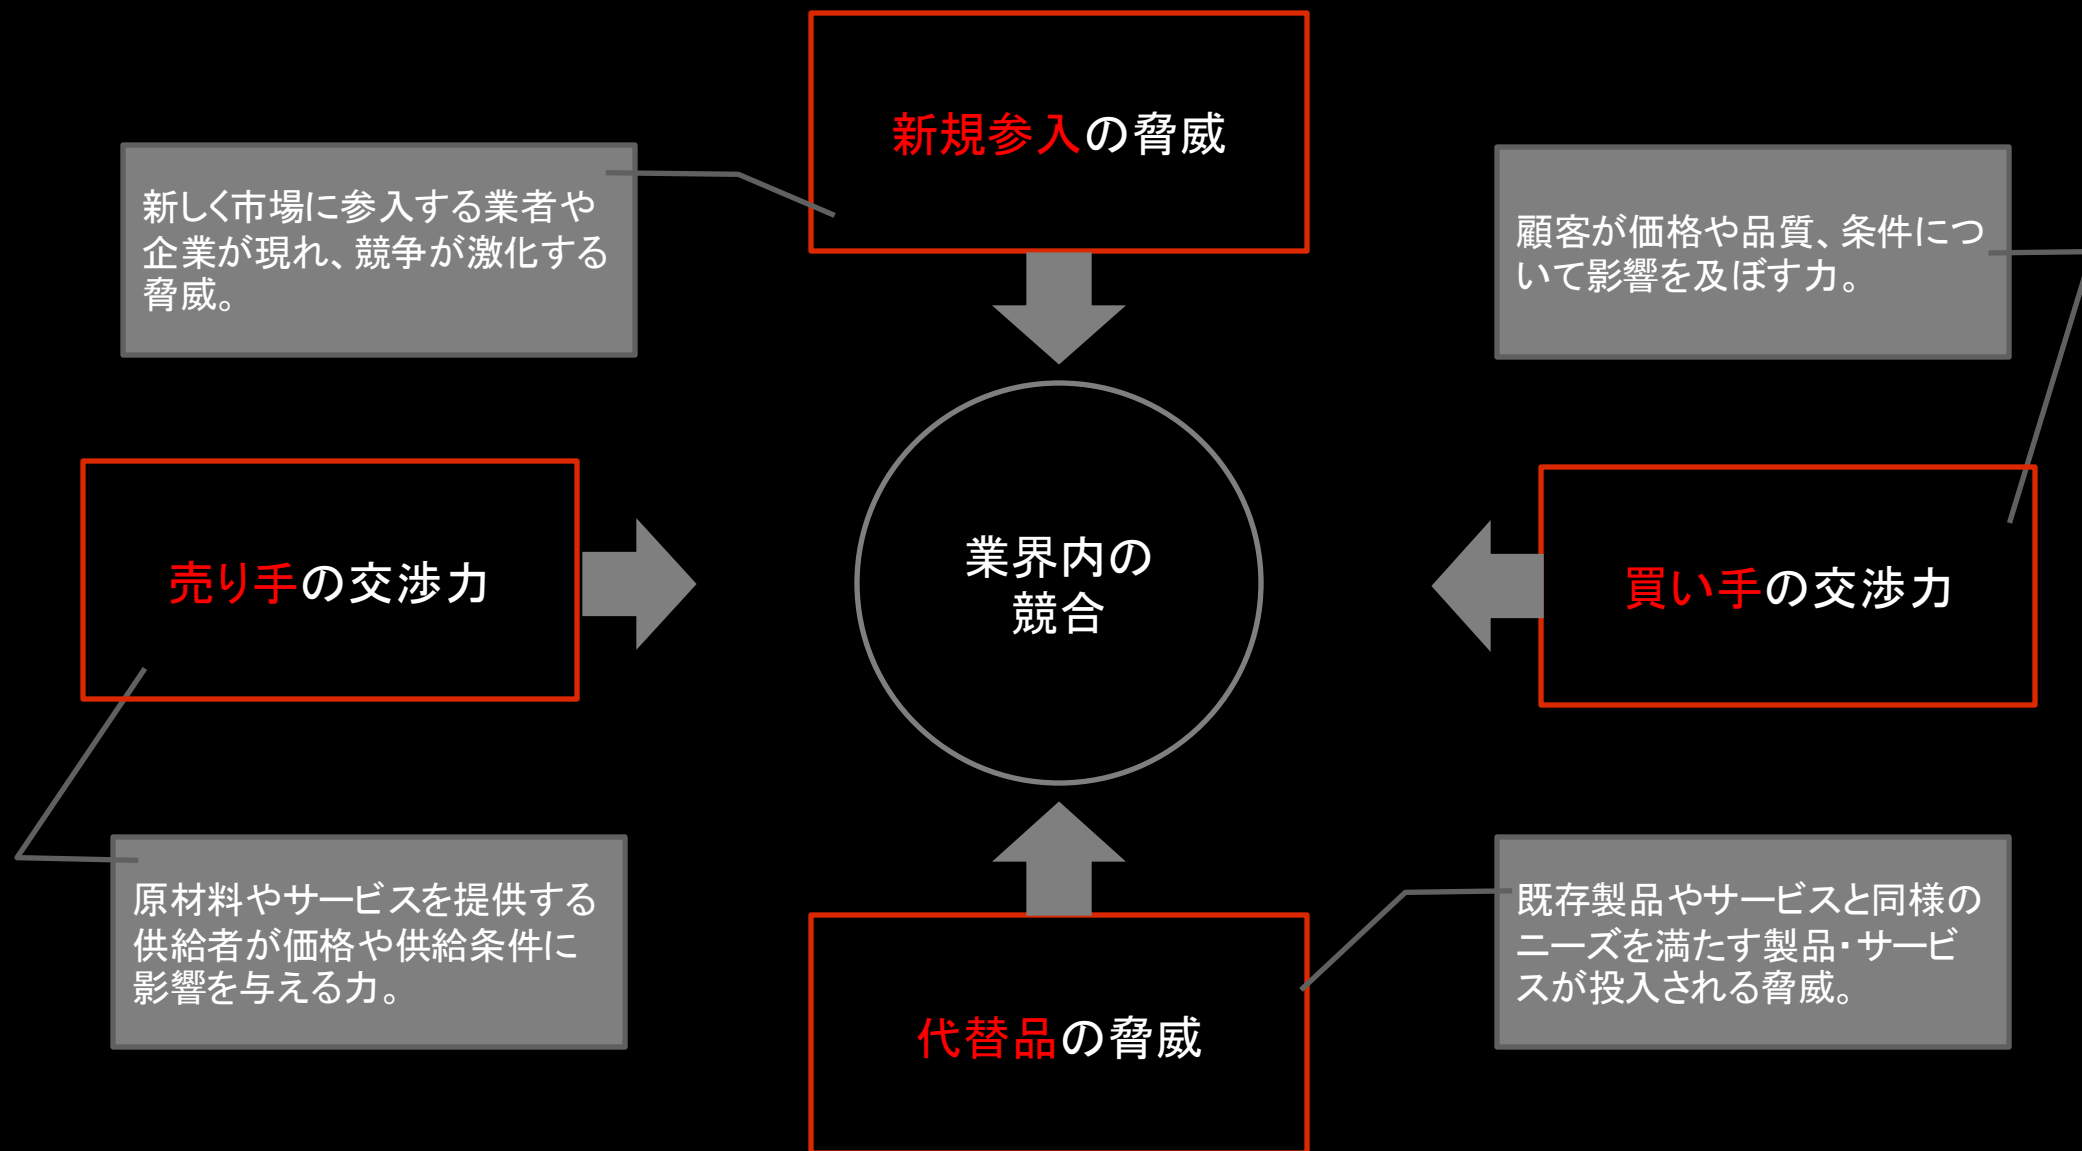 新規参入の脅威
新しく市場に参入する業者や
企業が現れ、競争が激化する
脅威。
顧客が価格や品質、条件につ
いて影響を及ぼす力。
売り手の交渉力
業界内の
競合
買い手の交渉力
原材料やサービスを提供する
供給者が価格や供給条件に
影響を与える力。
代替品の脅威
既存製品やサービスと同様の
ニーズを満たす製品・サービ
スが投入される脅威。